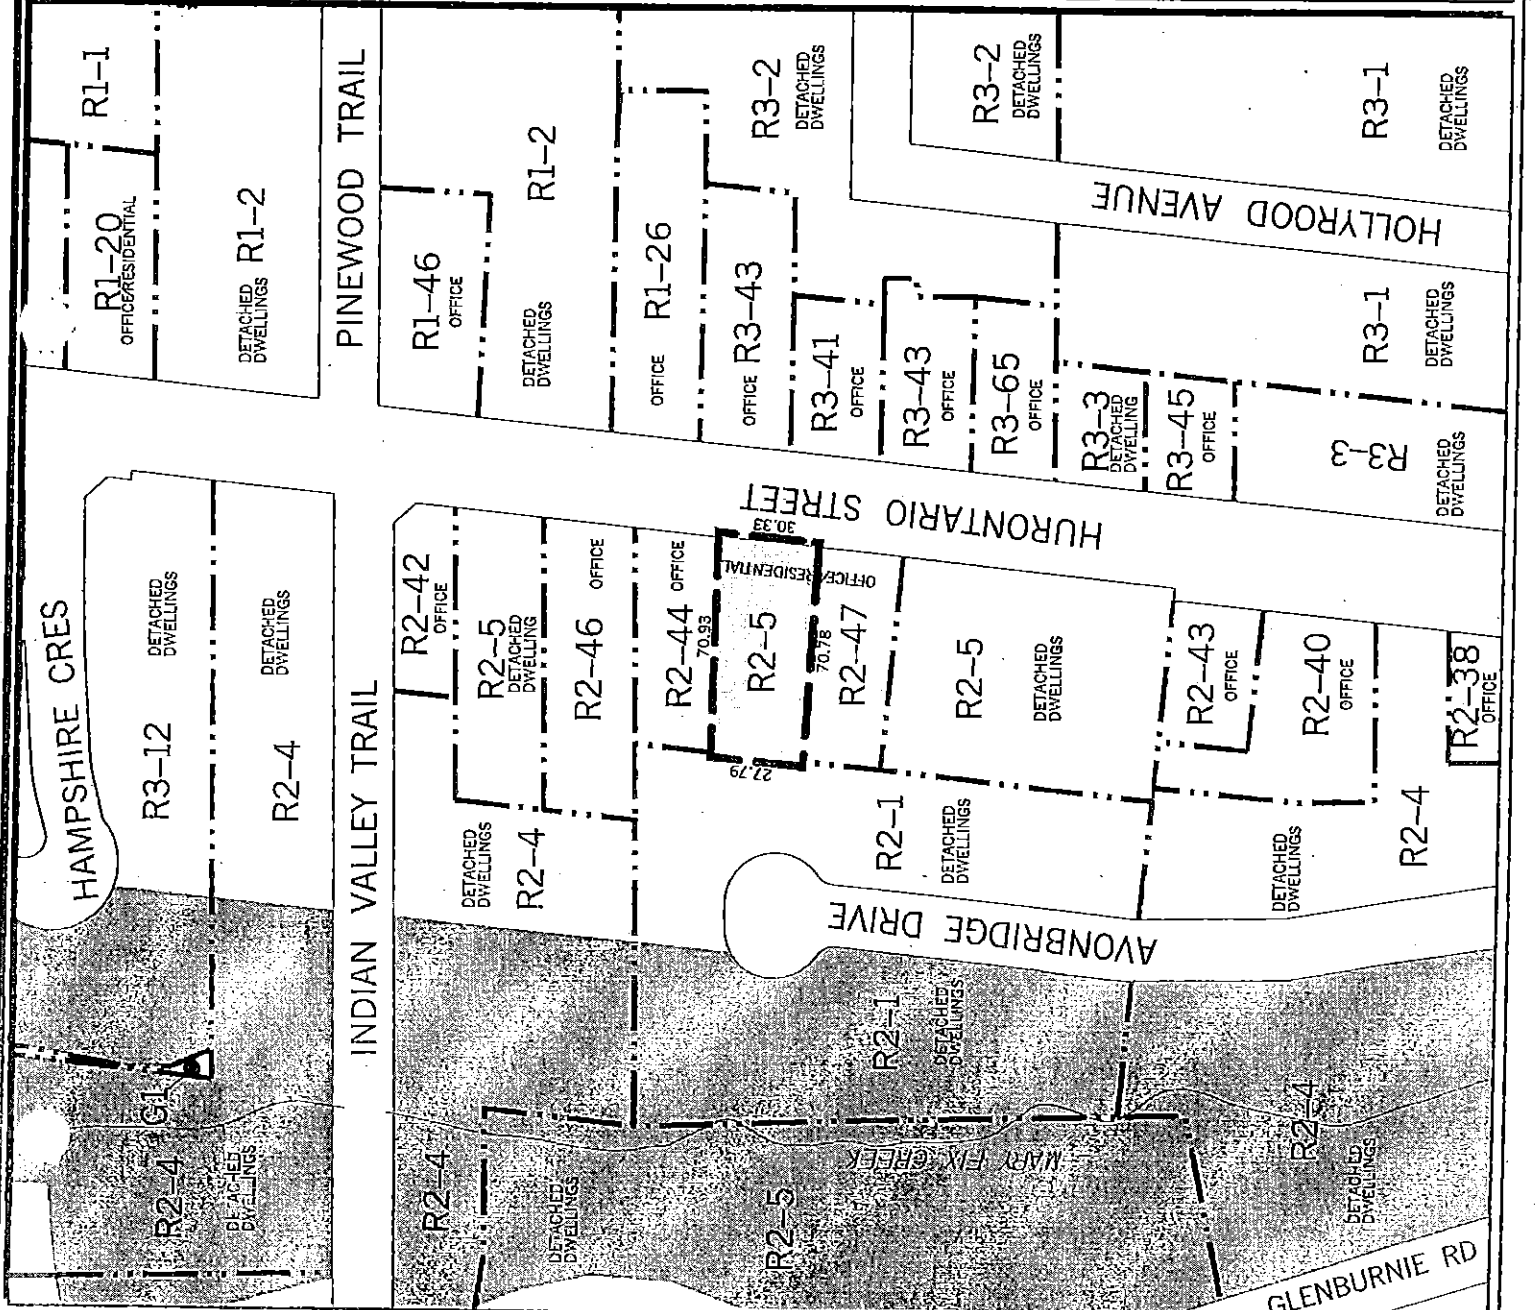 R1-1
R1-20
OFFICE/RESIDENTIAL
DETACHED
DWELLINGS
R1-2
PINEWOOD TRAIL
R1-46
OFFICE
R1-2
DETACHED
DWELLINGS
R1-26
OFFICE
R3-2
DETACHED
DWELLINGS
R3-43
OFFICE
R3-41
OFFICE
R3-43
OFFICE
R3-65
OFFICE
R3-2
DETACHED
DWELLINGS
R3-1
DETACHED
DWELLINGS
HOLLYROOD AVENUE
R3-1
DETACHED
DWELLINGS
R3-3
DETACHED
DWELLING
R3-45
OFFICE
R3-3
DETACHED
DWELLINGS
HURONTARIO STREET
HAMPSHIRE CRES
DETACHED
DWELLINGS
R3-12
DETACHED
DWELLINGS
R2-4
INDIAN VALLEY TRAIL
R2-42
OFFICE
R2-5
DETACHED
DWELLING
OFFICE
R2-46
OFFICE
R2-44
70.93
30.33
OFFICE/RESIDENTIAL
R2-5
27.79
70.78
R2-47
R2-5
DETACHED
DWELLINGS
R2-43
OFFICE
R2-40
OFFICE
R2-38
OFFICE
DETACHED
DWELLINGS
R2-4
R2-1
DETACHED
DWELLINGS
DETACHED
DWELLINGS
R2-4
AVONBRIDGE DRIVE
G1
R2-4
DETACHED
DWELLINGS
R2-4
DETACHED
DWELLINGS
R2-1
DETACHED
DWELLINGS
MARY FIX CREEK
R2-5
R2-4
DETACHED
DWELLINGS
GLENBURNIE RD